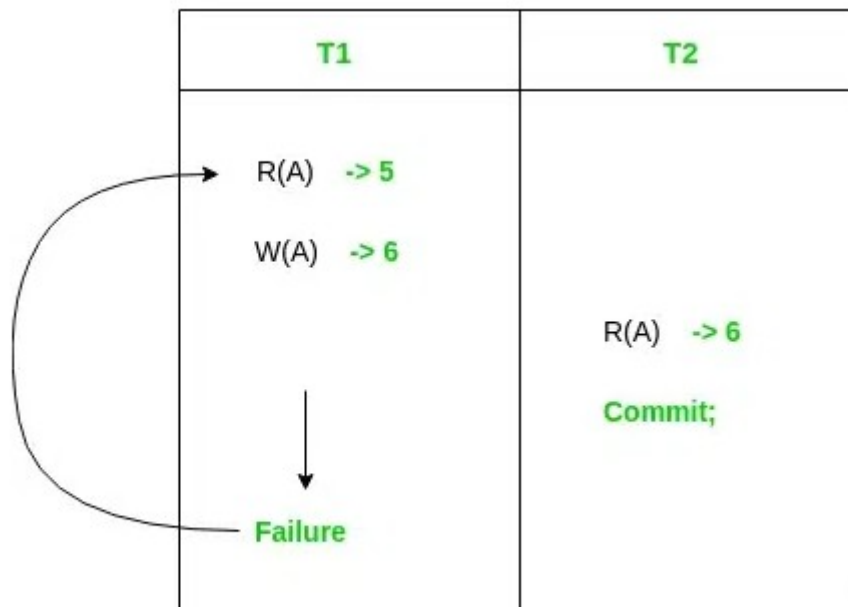 T1 T2
R(A) -> 5
W(A) -> 6
R(A) -> 6
Commit;
Failure